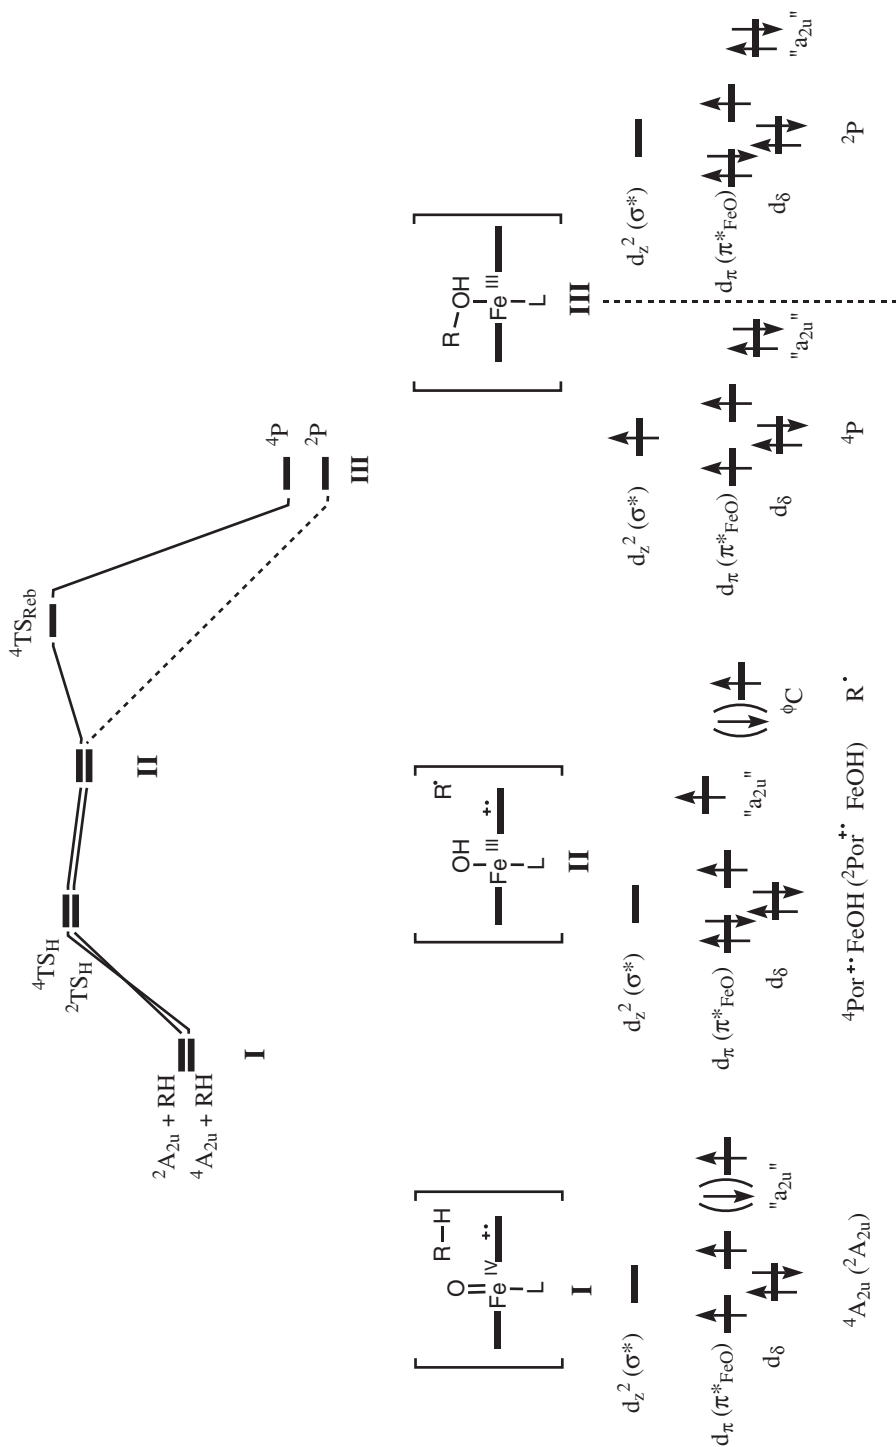 ⁴TS_H
²TS_H
⁴TS_Reb
²A_2u + RH
⁴A_2u + RH
I
II
⁴P
²P
III
O
Fe
IV
L
R–H
+•
I
OH
Fe
III
L
R•
+•
II
R
OH
Fe
III
L
III
d_z² (σ*)
d_z² (σ*)
d_z² (σ*)
d_z² (σ*)
d_π (π*_FeO)
d_π (π*_FeO)
d_π (π*_FeO)
d_π (π*_FeO)
d_δ
d_δ
d_δ
d_δ
"a_2u"
"a_2u"
ϕ_C
"a_2u"
"a_2u"
⁴A_2u (²A_2u)
⁴Por⁺•FeOH (²Por⁺• FeOH) R•
⁴P
²P